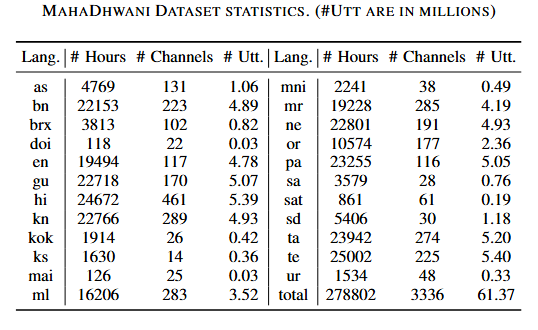 MAHADHWANI DATASET STATISTICS. (#UTT ARE IN MILLIONS)
Lang. # Hours # Channels # Utt. Lang. # Hours # Channels # Utt.
as 4769 131 1.06 mni 2241 38 0.49
bn 22153 223 4.89 mr 19228 285 4.19
brx 3813 102 0.82 ne 22801 191 4.93
doi 118 22 0.03 or 10574 177 2.36
en 19494 117 4.78 pa 23255 116 5.05
gu 22718 170 5.07 sa 3579 28 0.76
hi 24672 461 5.39 sat 861 61 0.19
kn 22766 289 4.93 sd 5406 30 1.18
kok 1914 26 0.42 ta 23942 274 5.20
ks 1630 14 0.36 te 25002 225 5.40
mai 126 25 0.03 ur 1534 48 0.33
ml 16206 283 3.52 total 278802 3336 61.37